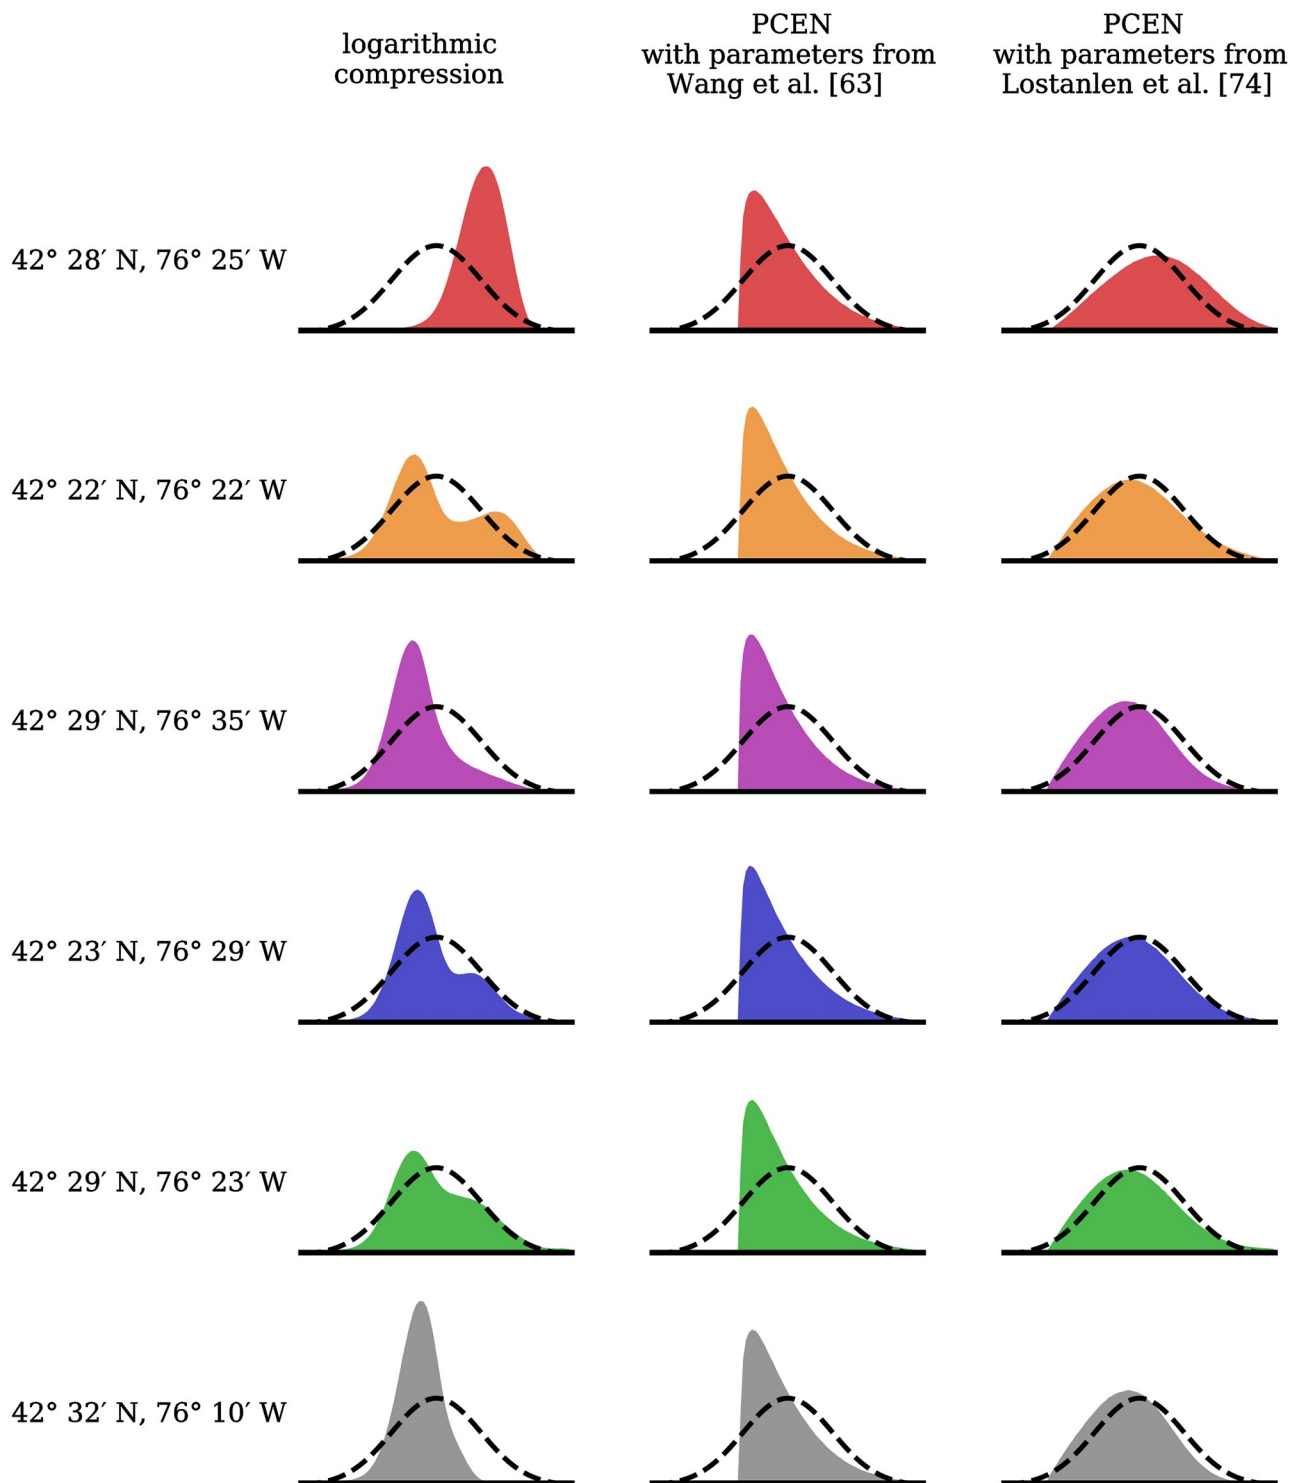 logarithmic
compression
PCEN
with parameters from
Wang et al. [63]
PCEN
with parameters from
Lostanlen et al. [74]
42° 28′ N, 76° 25′ W
42° 22′ N, 76° 22′ W
42° 29′ N, 76° 35′ W
42° 23′ N, 76° 29′ W
42° 29′ N, 76° 23′ W
42° 32′ N, 76° 10′ W